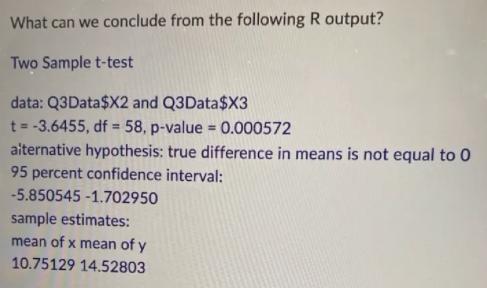 What can we conclude from the following R output?
Two Sample t-test
data: Q3Data$X2 and Q3Data$X3
t = -3.6455, df = 58, p-value = 0.000572
alternative hypothesis: true difference in means is not equal to 0
95 percent confidence interval:
-5.850545 -1.702950
sample estimates:
mean of x mean of y
10.75129 14.52803